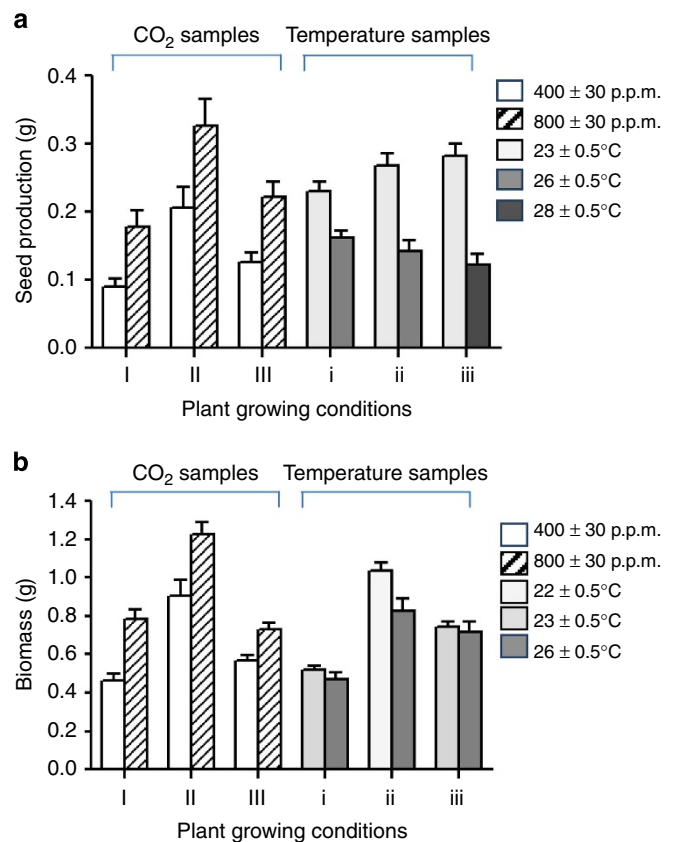 a
CO2 samples Temperature samples
Seed production (g)
0.4
0.3
0.2
0.1
0.0
I II III i ii iii
Plant growing conditions
400 ± 30 p.p.m.
800 ± 30 p.p.m.
23 ± 0.5°C
26 ± 0.5°C
28 ± 0.5°C
b
CO2 samples Temperature samples
Biomass (g)
1.4
1.2
1.0
0.8
0.6
0.4
0.2
0.0
I II III i ii iii
Plant growing conditions
400 ± 30 p.p.m.
800 ± 30 p.p.m.
22 ± 0.5°C
23 ± 0.5°C
26 ± 0.5°C